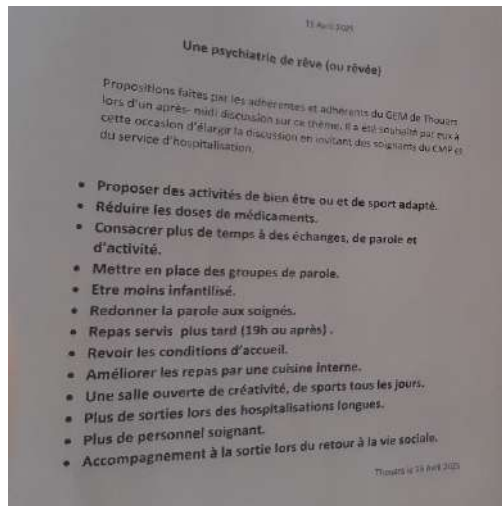 15 Avril 2025
Une psychiatrie de rêve (ou rêvée)
Propositions faites par les adhérentes et adhérents du GEM de Thouars
lors d'un après- midi discussion sur ce thème. Il a été souhaité par eux à
cette occasion d'élargir la discussion en invitant des soignants du CMP et
du service d'hospitalisation.
• Proposer des activités de bien être ou et de sport adapté.
• Réduire les doses de médicaments.
• Consacrer plus de temps à des échanges, de parole et
d'activité.
• Mettre en place des groupes de parole.
• Etre moins infantilisé.
• Redonner la parole aux soignés.
• Repas servis plus tard (19h ou après) .
• Revoir les conditions d'accueil.
• Améliorer les repas par une cuisine interne.
• Une salle ouverte de créativité, de sports tous les jours.
• Plus de sorties lors des hospitalisations longues.
• Plus de personnel soignant.
• Accompagnement à la sortie lors du retour à la vie sociale.
Thouars le Avril 2025